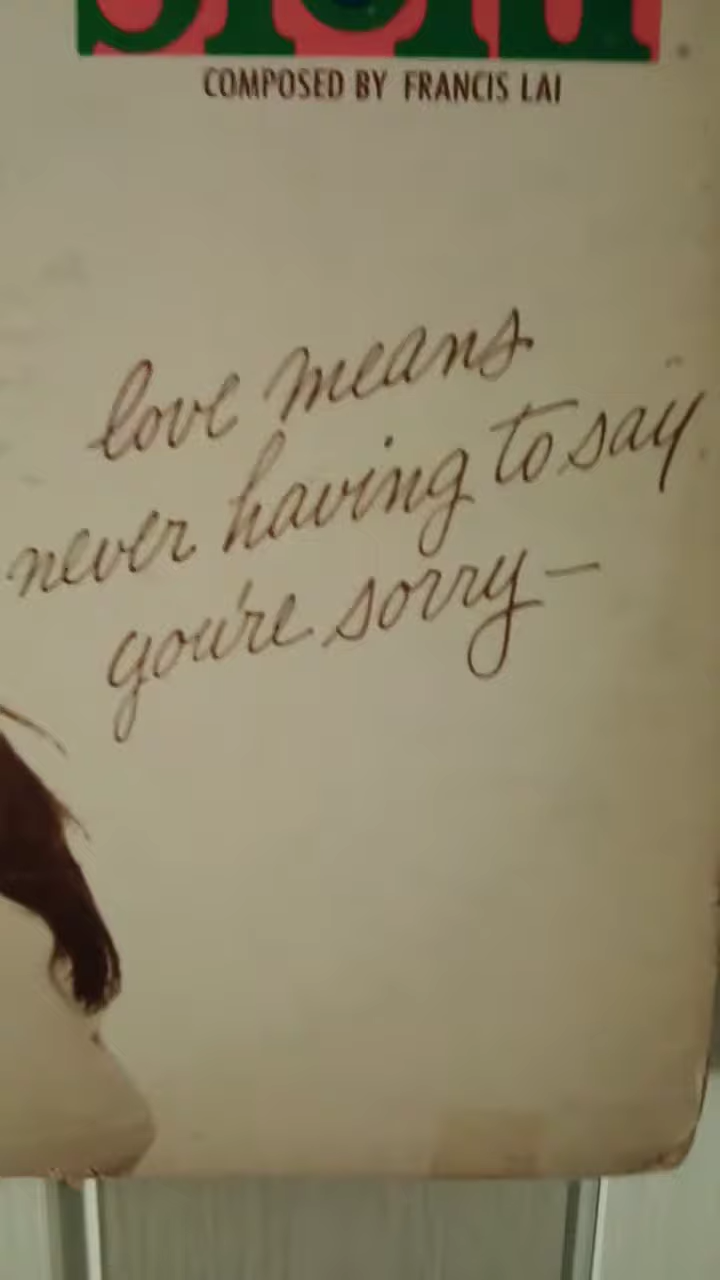 COMPOSED BY FRANCIS LAI
love means
never having to say
you're sorry—